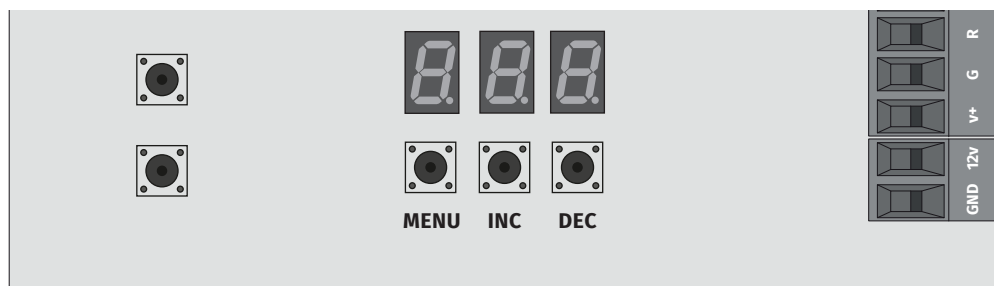 R
G
v+
12v
GND
MENU INC DEC